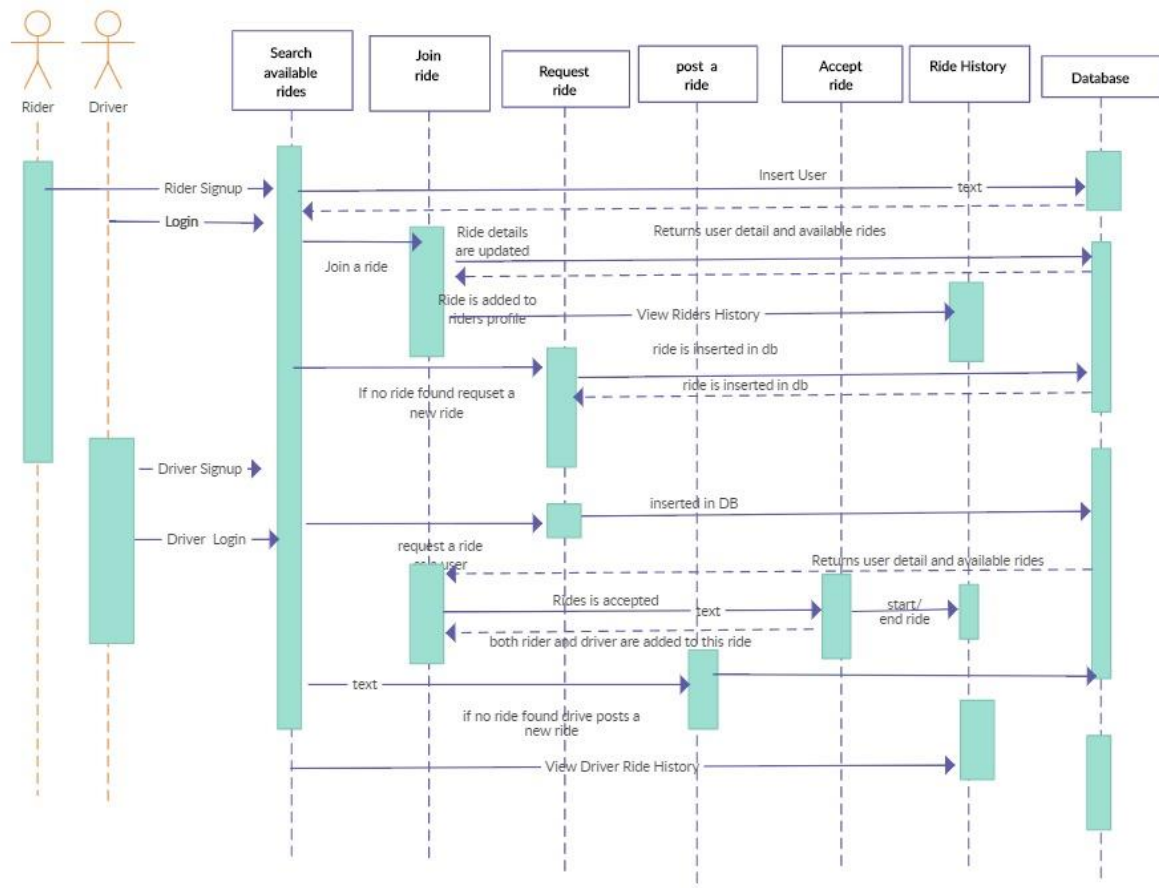 Rider
Driver
Search
available
rides
Join
ride
Request
ride
post a
ride
Accept
ride
Ride History
Database
Rider Signup
Insert User
text
Login
Join a ride
Ride details
are updated
Returns user detail and available rides
Ride is added to
riders profile
View Riders History
ride is inserted in db
If no ride found requset a
new ride
ride is inserted in db
Driver Signup
inserted in DB
Driver Login
request a ride
user
Returns user detail and available rides
Rides is accepted
text
start/
end ride
both rider and driver are added to this ride
text
if no ride found drive posts a
new ride
View Driver Ride History